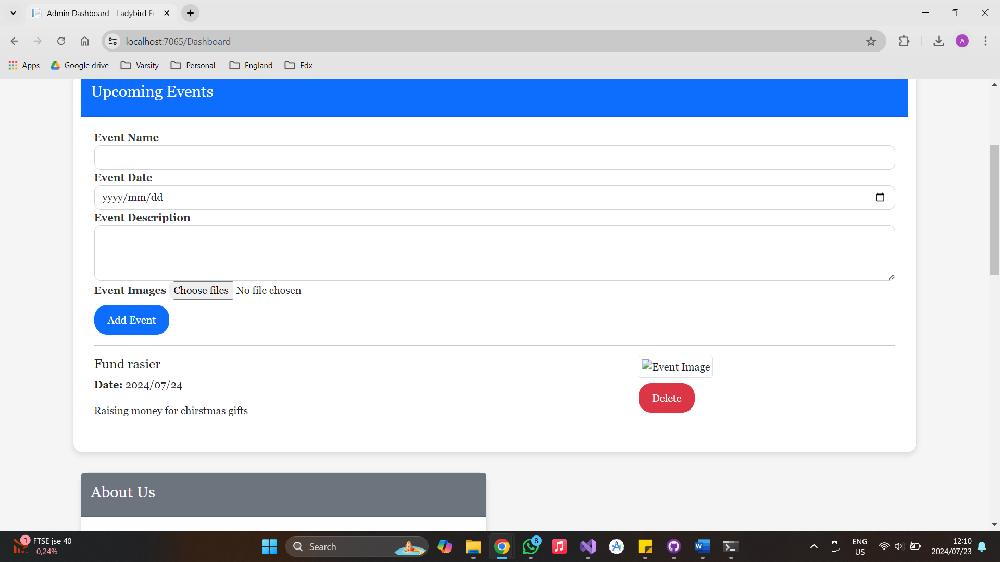 Admin Dashboard - Ladybird Fo
localhost:7065/Dashboard
A
Apps
Google drive
Varsity
Personal
England
Edx
Upcoming Events
Event Name
Event Date
yyyy/mm/dd
Event Description
Event Images Choose files No file chosen
Add Event
Fund rasier
Date: 2024/07/24
Raising money for chirstmas gifts
Event Image
Delete
About Us
1
FTSE jse 40
-0,24%
Search
8
W
ENG
US
12:10
2024/07/23